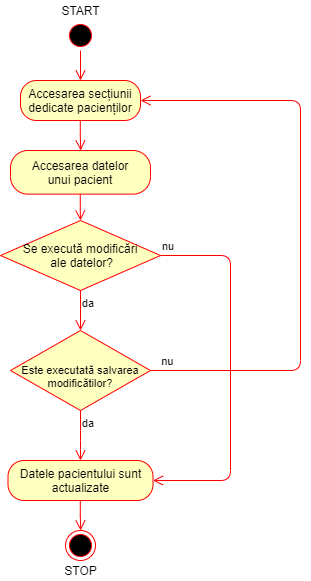 START
Accesarea secțiunii
dedicate pacienților
Accesarea datelor
unui pacient
Se execută modificări
ale datelor?
nu
da
Este executată salvarea
modificătilor?
nu
da
Datele pacientului sunt
actualizate
STOP